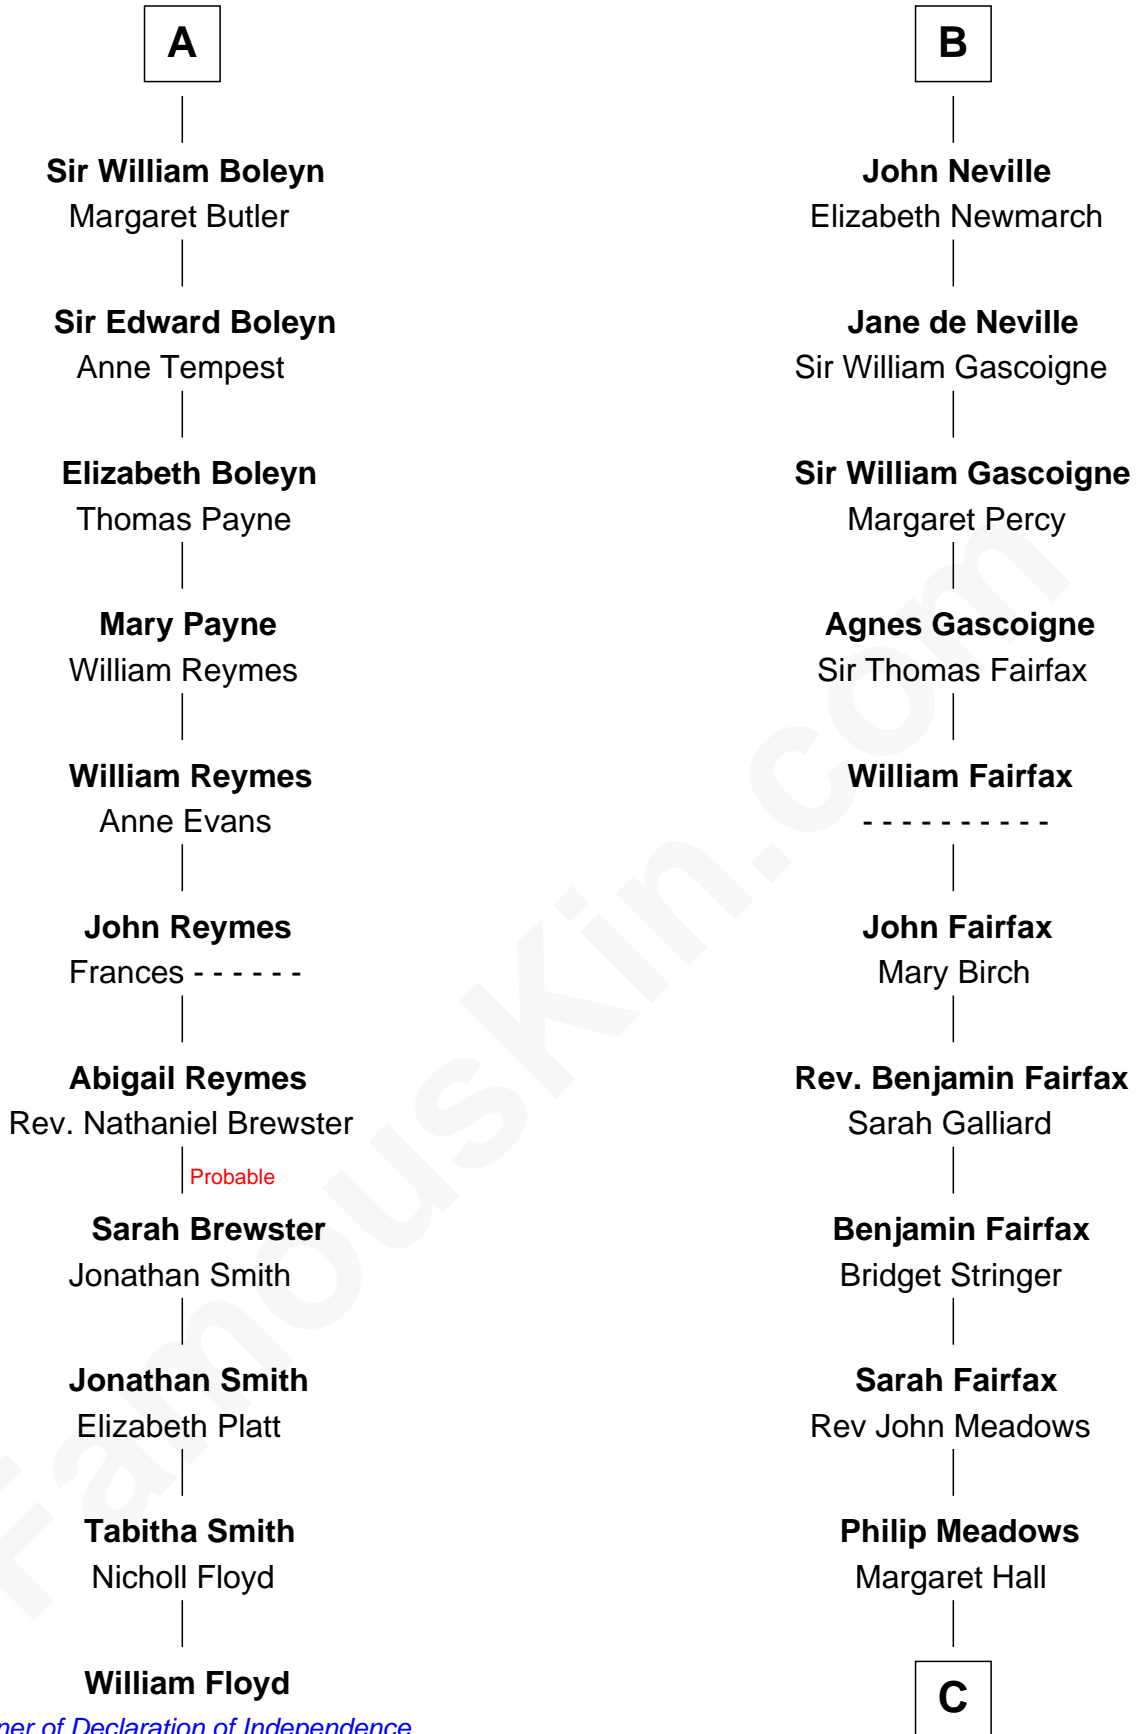 A
Sir William Boleyn
Margaret Butler
Sir Edward Boleyn
Anne Tempest
Elizabeth Boleyn
Thomas Payne
Mary Payne
William Reymes
William Reymes
Anne Evans
John Reymes
Frances - - - - - -
Abigail Reymes
Rev. Nathaniel Brewster
Probable
Sarah Brewster
Jonathan Smith
Jonathan Smith
Elizabeth Platt
Tabitha Smith
Nicholl Floyd
William Floyd
ner of Declaration of Independence
B
John Neville
Elizabeth Newmarch
Jane de Neville
Sir William Gascoigne
Sir William Gascoigne
Margaret Percy
Agnes Gascoigne
Sir Thomas Fairfax
William Fairfax
- - - - - - - - - -
John Fairfax
Mary Birch
Rev. Benjamin Fairfax
Sarah Galliard
Benjamin Fairfax
Bridget Stringer
Sarah Fairfax
Rev John Meadows
Philip Meadows
Margaret Hall
C
FamousKin.com